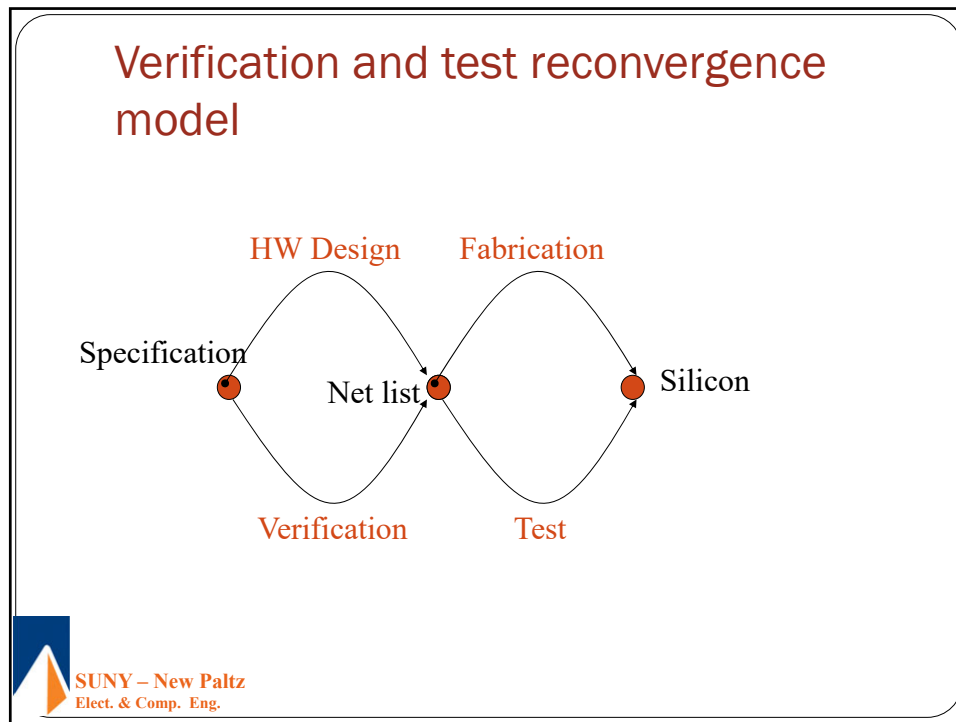 Verification and test reconvergence
model
HW Design
Fabrication
Specification
Net list
Silicon
Verification
Test
SUNY – New Paltz
Elect. & Comp. Eng.